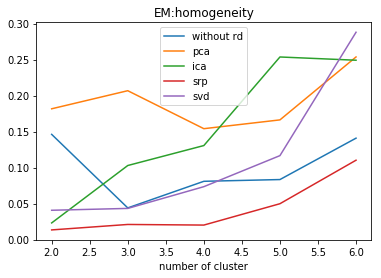 EM:homogeneity
0.30
0.25
0.20
0.15
0.10
0.05
0.00
without rd
pca
ica
srp
svd
2.0 2.5 3.0 3.5 4.0 4.5 5.0 5.5 6.0
number of cluster